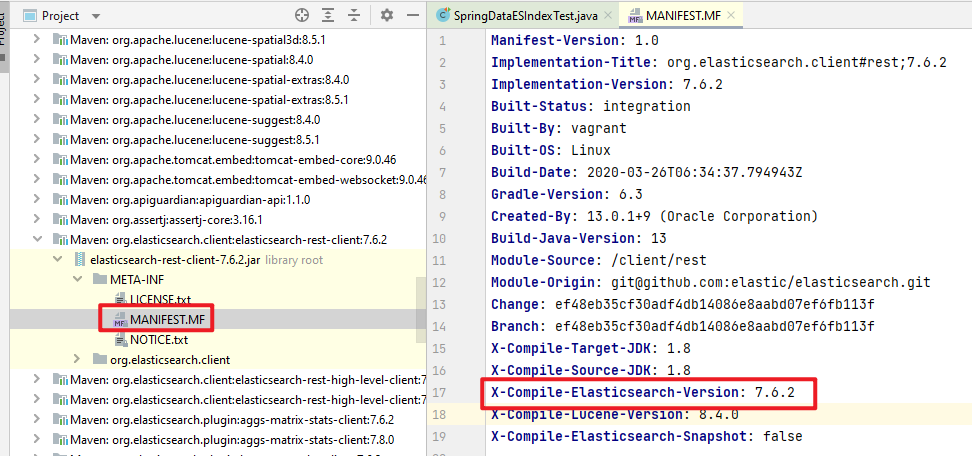 Project
Project
SpringDataESIndexTest.java
MANIFEST.MF
Maven: org.apache.lucene:lucene-spatial3d:8.5.1
Maven: org.apache.lucene:lucene-spatial:8.4.0
Maven: org.apache.lucene:lucene-spatial-extras:8.4.0
Maven: org.apache.lucene:lucene-spatial-extras:8.5.1
Maven: org.apache.lucene:lucene-suggest:8.4.0
Maven: org.apache.lucene:lucene-suggest:8.5.1
Maven: org.apache.tomcat.embed:tomcat-embed-core:9.0.46
Maven: org.apache.tomcat.embed:tomcat-embed-websocket:9.0.46
Maven: org.apiguardian:apiguardian-api:1.1.0
Maven: org.assertj:assertj-core:3.16.1
Maven: org.elasticsearch.client:elasticsearch-rest-client:7.6.2
elasticsearch-rest-client-7.6.2.jar library root
META-INF
LICENSE.txt
MANIFEST.MF
NOTICE.txt
org.elasticsearch.client
Maven: org.elasticsearch.client:elasticsearch-rest-high-level-client:7
Maven: org.elasticsearch.client:elasticsearch-rest-high-level-client:7
Maven: org.elasticsearch.plugin:aggs-matrix-stats-client:7.6.2
Maven: org.elasticsearch.plugin:aggs-matrix-stats-client:7.8.0
1 Manifest-Version: 1.0
2 Implementation-Title: org.elasticsearch.client#rest;7.6.2
3 Implementation-Version: 7.6.2
4 Built-Status: integration
5 Built-By: vagrant
6 Built-OS: Linux
7 Build-Date: 2020-03-26T06:34:37.794943Z
8 Gradle-Version: 6.3
9 Created-By: 13.0.1+9 (Oracle Corporation)
10 Build-Java-Version: 13
11 Module-Source: /client/rest
12 Module-Origin: git@github.com:elastic/elasticsearch.git
13 Change: ef48eb35cf30adf4db14086e8aabd07ef6fb113f
14 Branch: ef48eb35cf30adf4db14086e8aabd07ef6fb113f
15 X-Compile-Target-JDK: 1.8
16 X-Compile-Source-JDK: 1.8
17 X-Compile-Elasticsearch-Version: 7.6.2
18 X-Compile-Lucene-Version: 8.4.0
19 X-Compile-Elasticsearch-Snapshot: false